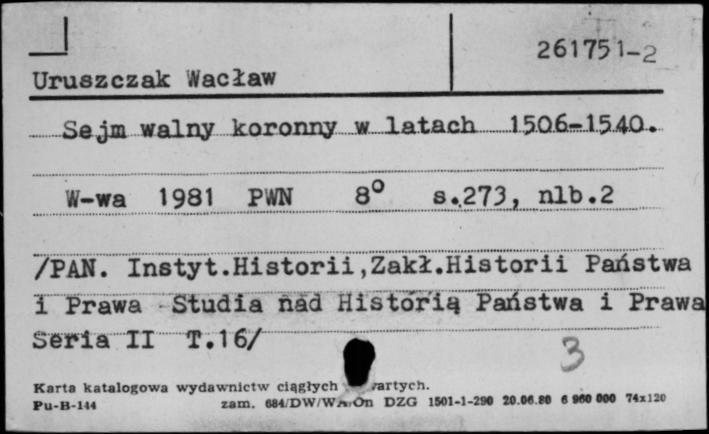 261751-2
Uruszczak Wacław
Sejm walny koronny w latach 1506-1540.
W-wa 1981 PWN 8° s.273, nlb.2
/PAN. Instyt.Historii,Zakł.Historii Państwa
i Prawa Studia nad Historią Państwa i Prawa
Seria II T.16/
3
Karta katalogowa wydawnictw ciągłych
Pu-B-144 zam. 684/DW/WA/On DZG 1501-1-290 20.06.80 6 960 000 74x120